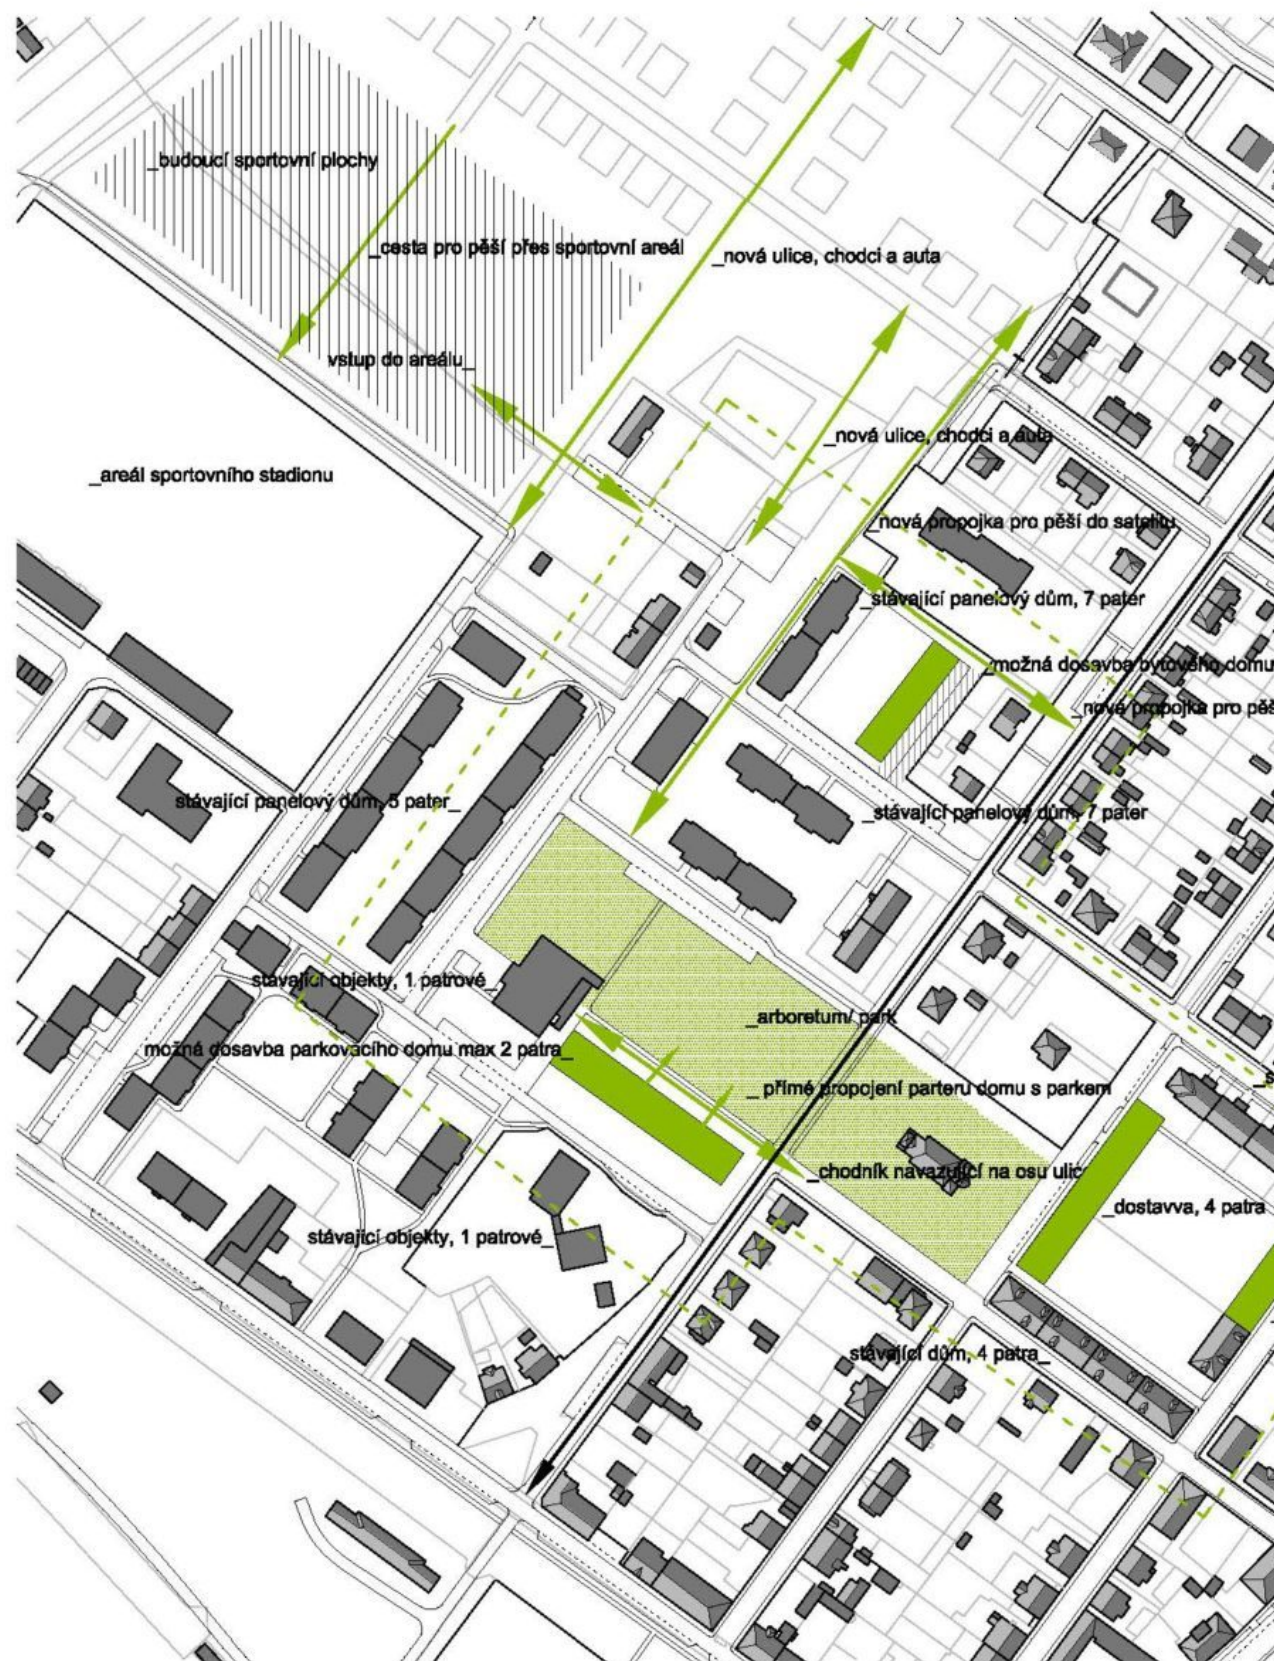 _budoucí sportovní plochy
_cesta pro pěší přes sportovní areál
_nová ulice, chodci a auta
vstup do areálu_
_nová ulice, chodci a auta
_areál sportovního stadionu
_nová propojka pro pěší do satelitu
_stávající panelový dům, 7 pater
_možná dosavba bytového domu
_nová propojka pro pěš
stávající panelový dům, 5 pater_
_stávající panelový dům, 7 pater
stávající objekty, 1 patrové_
_arboretum/ park
možná dosavba parkovacího domu max 2 patra_
_s
_ přímé propojení parteru domu s parkem
_chodník navazující na osu ulic
_dostavva, 4 patra
stávající objekty, 1 patrové_
stávající dům, 4 patra_